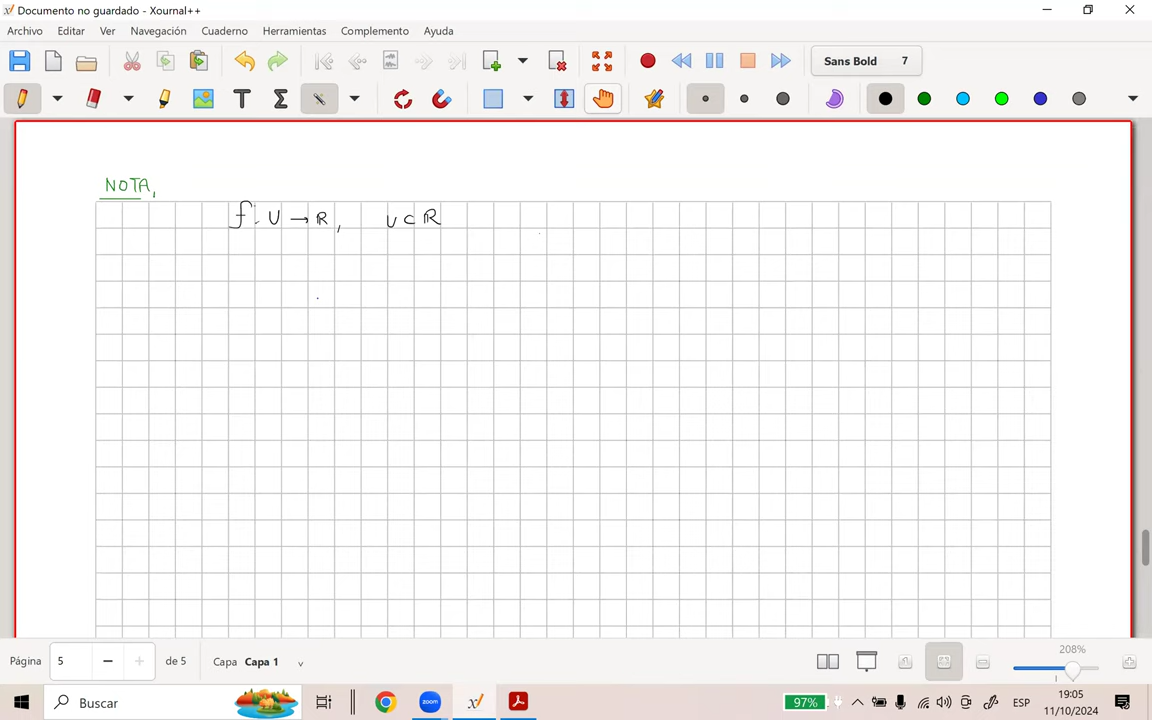 Documento no guardado - Xournal++
Archivo Editar Ver Navegación Cuaderno Herramientas Complemento Ayuda
Sans Bold 7
NOTA,
f: U → ℝ, U ⊂ ℝ
208%
Página 5 de 5 Capa Capa 1
Buscar zoom 97% ESP 19:05
11/10/2024